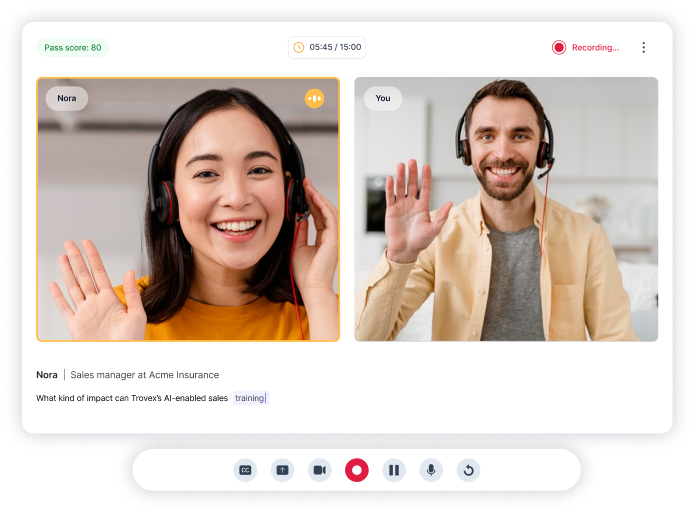 Pass score: 80
05:45 / 15:00
Recording...
Nora
You
Nora | Sales manager at Acme Insurance
What kind of impact can Trovex's AI-enabled sales training
CC